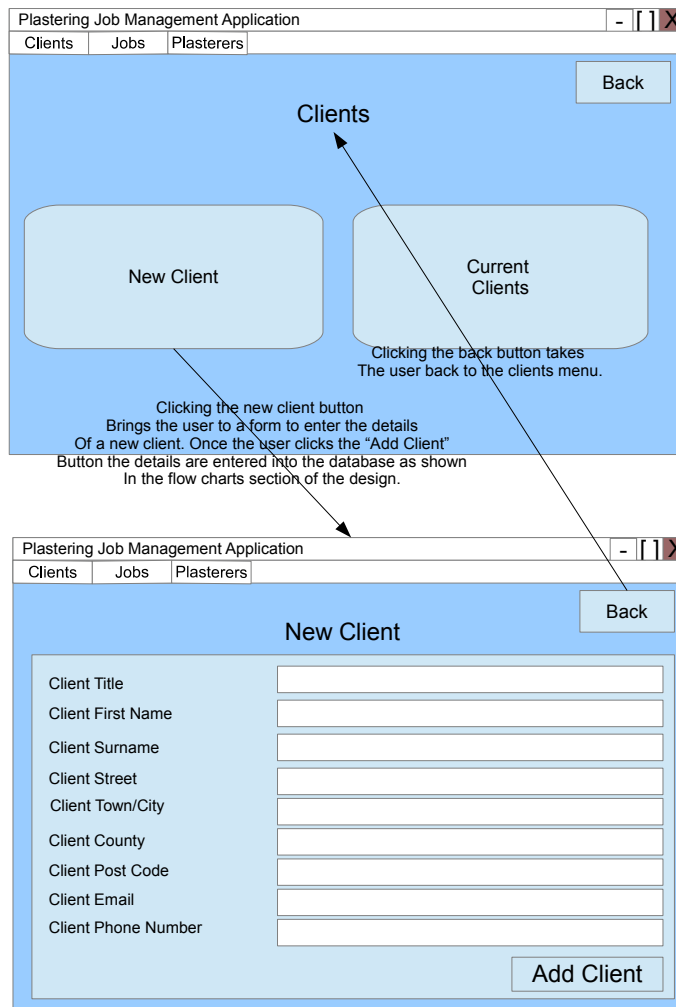 Plastering Job Management Application
- [ ] X
Clients Jobs Plasterers
Back
Clients
New Client
Current
Clients
Clicking the back button takes
The user back to the clients menu.
Clicking the new client button
Brings the user to a form to enter the details
Of a new client. Once the user clicks the “Add Client”
Button the details are entered into the database as shown
In the flow charts section of the design.
Plastering Job Management Application
- [ ] X
Clients Jobs Plasterers
Back
New Client
Client Title
Client First Name
Client Surname
Client Street
Client Town/City
Client County
Client Post Code
Client Email
Client Phone Number
Add Client